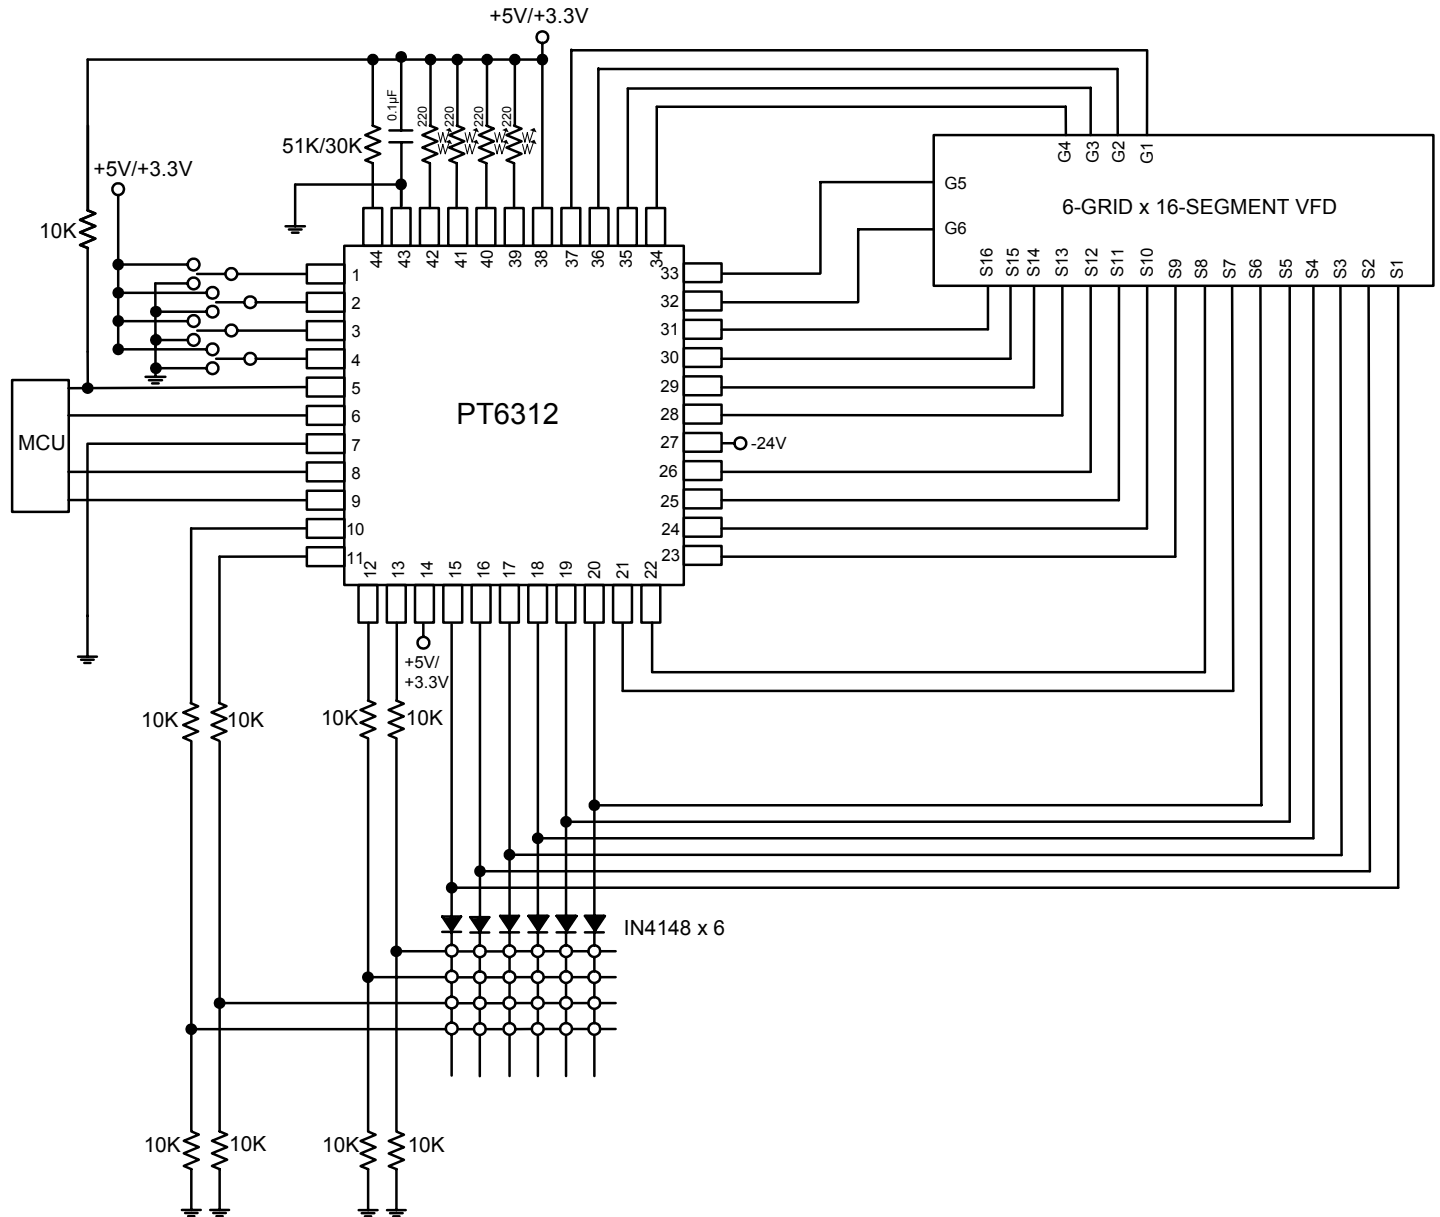 +5V/+3.3V
0.1µF
220
220
220
220
51K/30K
+5V/+3.3V
10K
G4
G3
G2
G1
G5
G6
6-GRID x 16-SEGMENT VFD
S16
S15
S14
S13
S12
S11
S10
S9
S8
S7
S6
S5
S4
S3
S2
S1
44
43
42
41
40
39
38
37
36
35
34
1
2
3
4
5
6
7
8
9
10
11
33
32
31
30
29
28
27
26
25
24
23
-24V
MCU
PT6312
12
13
14
15
16
17
18
19
20
21
22
+5V/
+3.3V
10K
10K
10K
10K
IN4148 x 6
10K
10K
10K
10K